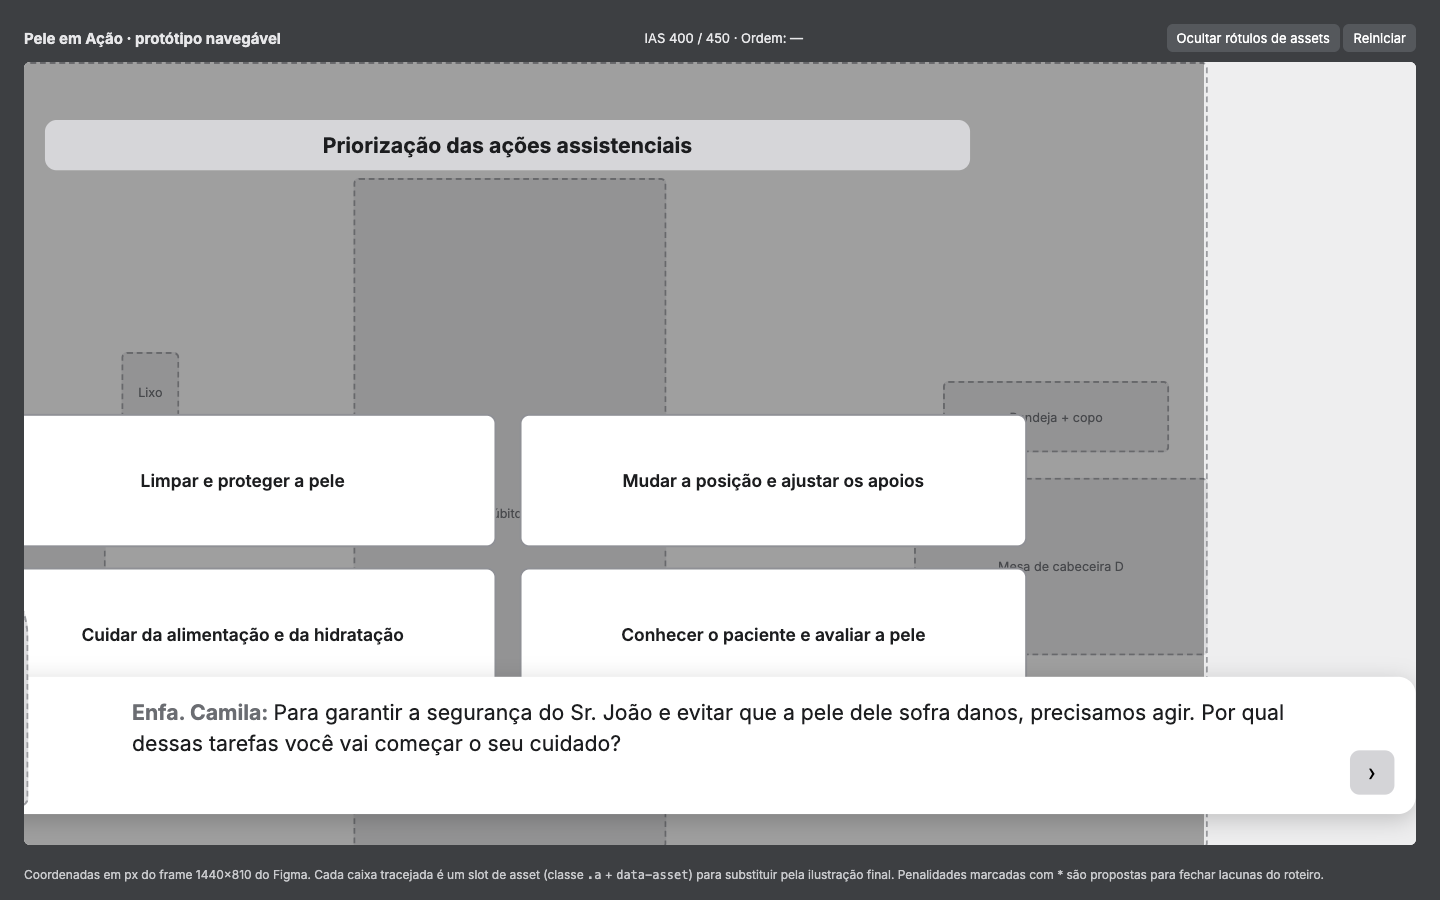 Pele em Ação · protótipo navegável
IAS 400 / 450 · Ordem: —
Ocultar rótulos de assets
Reiniciar
Priorização das ações assistenciais
Lixo
ndeja + copo
Limpar e proteger a pele
Mudar a posição e ajustar os apoios
úbito
Mesa de cabeceira D
Cuidar da alimentação e da hidratação
Conhecer o paciente e avaliar a pele
Enfa. Camila: Para garantir a segurança do Sr. João e evitar que a pele dele sofra danos, precisamos agir. Por qual
dessas tarefas você vai começar o seu cuidado?
›
Coordenadas em px do frame 1440×810 do Figma. Cada caixa tracejada é um slot de asset (classe .a + data-asset) para substituir pela ilustração final. Penalidades marcadas com * são propostas para fechar lacunas do roteiro.